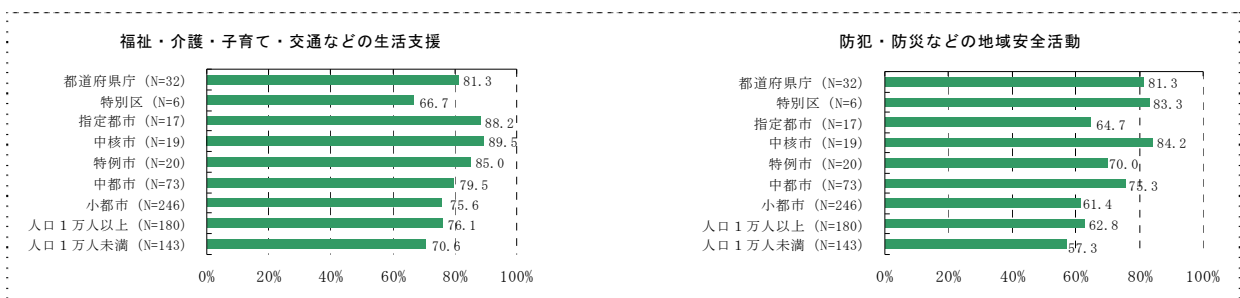 福祉・介護・子育て・交通などの生活支援
都道府県庁 (N=32) 81.3
特別区 (N=6) 66.7
指定都市 (N=17) 88.2
中核市 (N=19) 89.5
特例市 (N=20) 85.0
中都市 (N=73) 79.5
小都市 (N=246) 75.6
人口１万人以上 (N=180) 76.1
人口１万人未満 (N=143) 70.6
0% 20% 40% 60% 80% 100%
防犯・防災などの地域安全活動
都道府県庁 (N=32) 81.3
特別区 (N=6) 83.3
指定都市 (N=17) 64.7
中核市 (N=19) 84.2
特例市 (N=20) 70.0
中都市 (N=73) 75.3
小都市 (N=246) 61.4
人口１万人以上 (N=180) 62.8
人口１万人未満 (N=143) 57.3
0% 20% 40% 60% 80% 100%